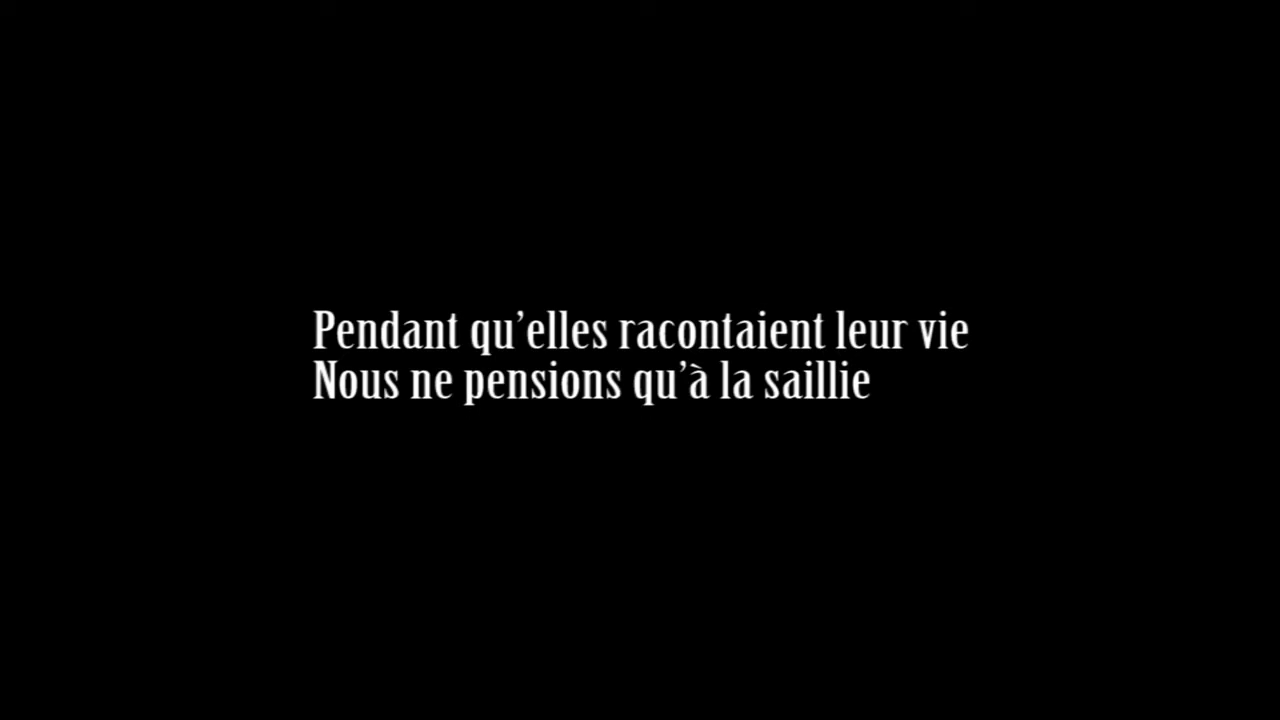 Pendant qu’elles racontaient leur vie
Nous ne pensions qu’à la saillie